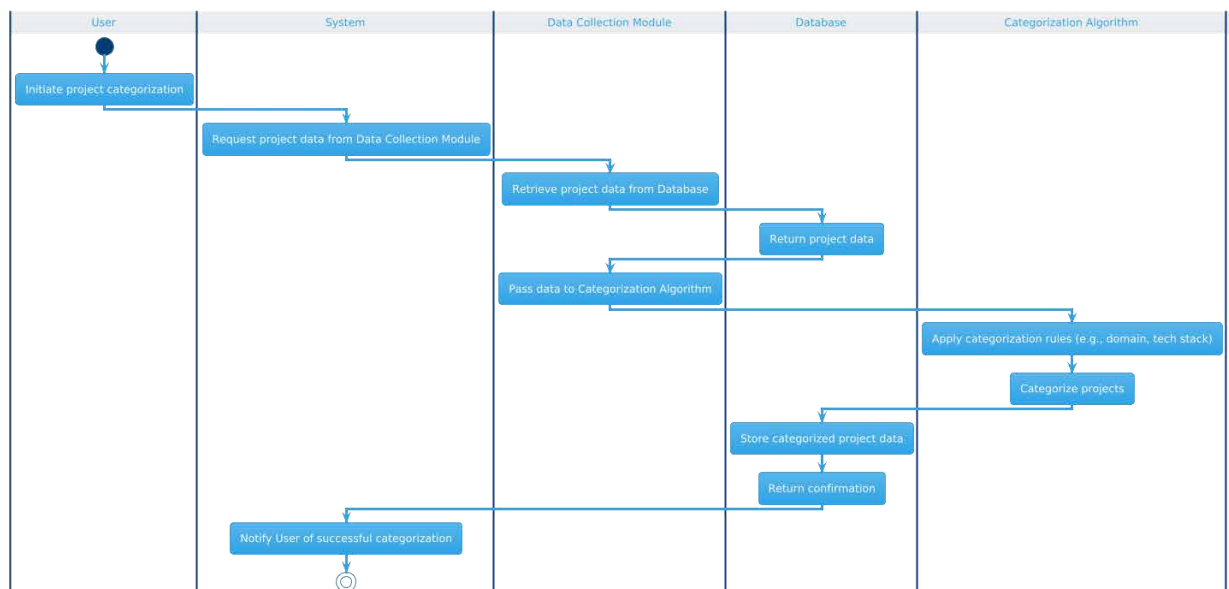 User
System
Data Collection Module
Database
Categorization Algorithm
Initiate project categorization
Request project data from Data Collection Module
Retrieve project data from Database
Return project data
Pass data to Categorization Algorithm
Apply categorization rules (e.g., domain, tech stack)
Categorize projects
Store categorized project data
Return confirmation
Notify User of successful categorization